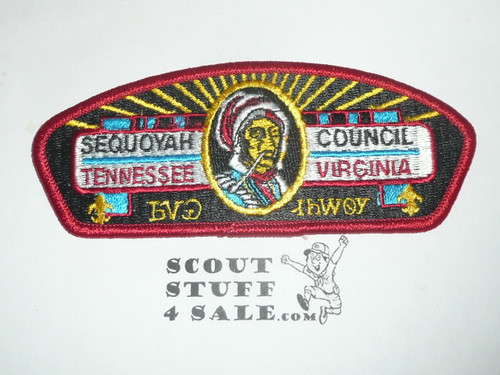 SEQUOYAH COUNCIL
TENNESSEE VIRGINIA
SCOUT
STUFF
4 SALE.com